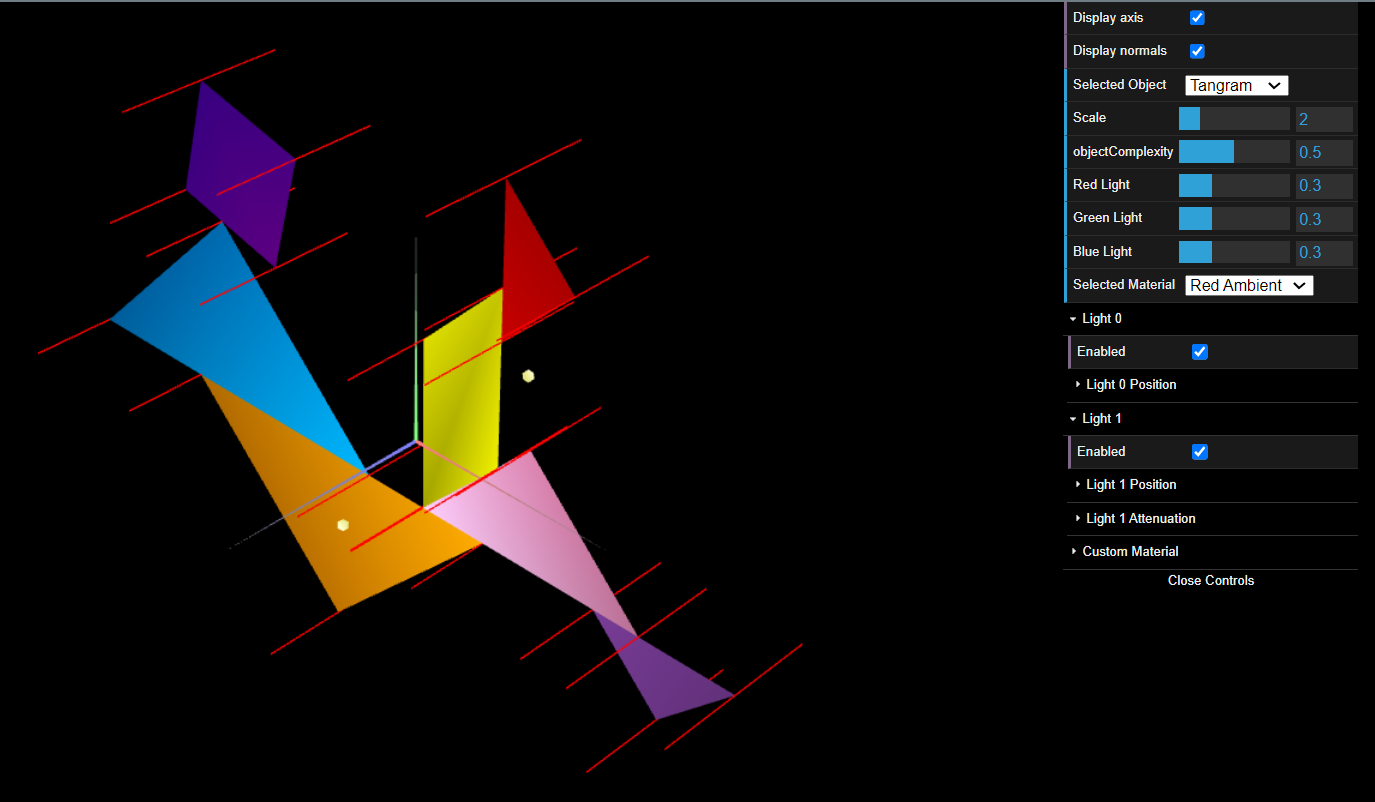 Display axis
Display normals
Selected Object Tangram
Scale 2
objectComplexity 0.5
Red Light 0.3
Green Light 0.3
Blue Light 0.3
Selected Material Red Ambient
Light 0
Enabled
Light 0 Position
Light 1
Enabled
Light 1 Position
Light 1 Attenuation
Custom Material
Close Controls